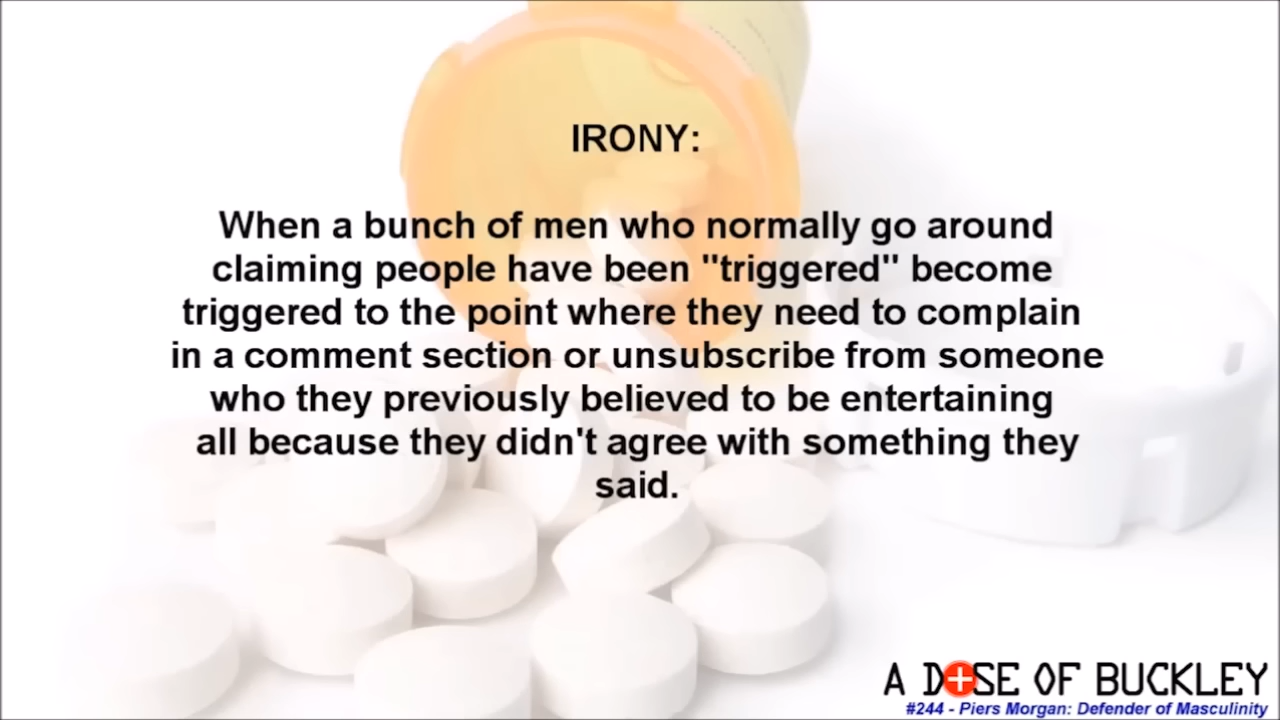 IRONY:
When a bunch of men who normally go around
claiming people have been "triggered" become
triggered to the point where they need to complain
in a comment section or unsubscribe from someone
who they previously believed to be entertaining
all because they didn't agree with something they
said.
A DOSE OF BUCKLEY
#244 - Piers Morgan: Defender of Masculinity